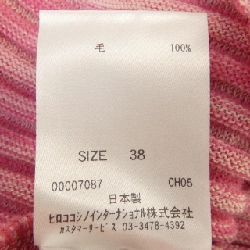 毛 100%
SIZE 38
00007087 CH06
日本製
ヒロココシノインターナショナル株式会社
カスタマーサービス 03-3478-4392